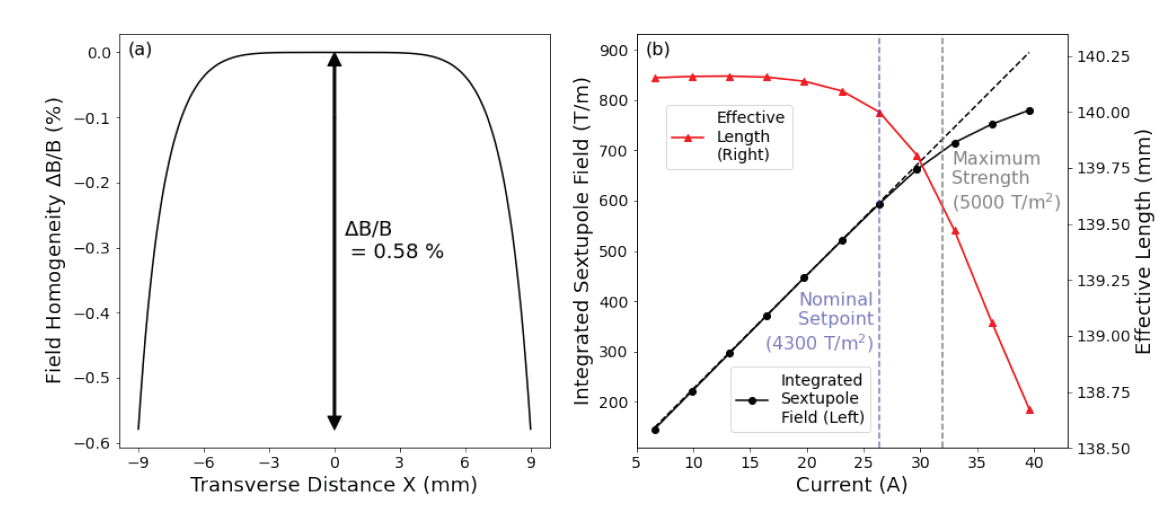 (a)
0.0
−0.1
−0.2
−0.3
−0.4
−0.5
−0.6
Field Homogeneity ΔB/B (%)
ΔB/B
= 0.58 %
−9
−6
−3
0
3
6
9
Transverse Distance X (mm)
(b)
900
800
700
600
500
400
300
200
Integrated Sextupole Field (T/m)
Effective
Length
(Right)
Maximum
Strength
(5000 T/m²)
Nominal
Setpoint
(4300 T/m²)
Integrated
Sextupole
Field (Left)
140.25
140.00
139.75
139.50
139.25
139.00
138.75
138.50
Effective Length (mm)
5
10
15
20
25
30
35
40
Current (A)